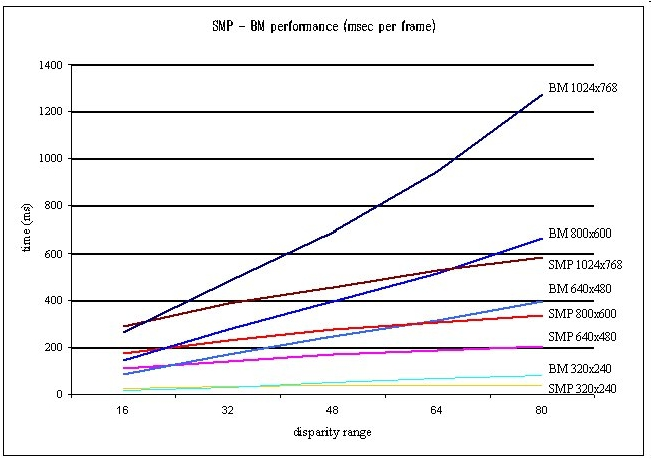 SMP - BM performance (msec per frame)
1400
1200
1000
800
600
400
200
0
time (ms)
16
32
48
64
80
disparity range
BM 1024x768
BM 800x600
SMP 1024x768
BM 640x480
SMP 800x600
SMP 640x480
BM 320x240
SMP 320x240